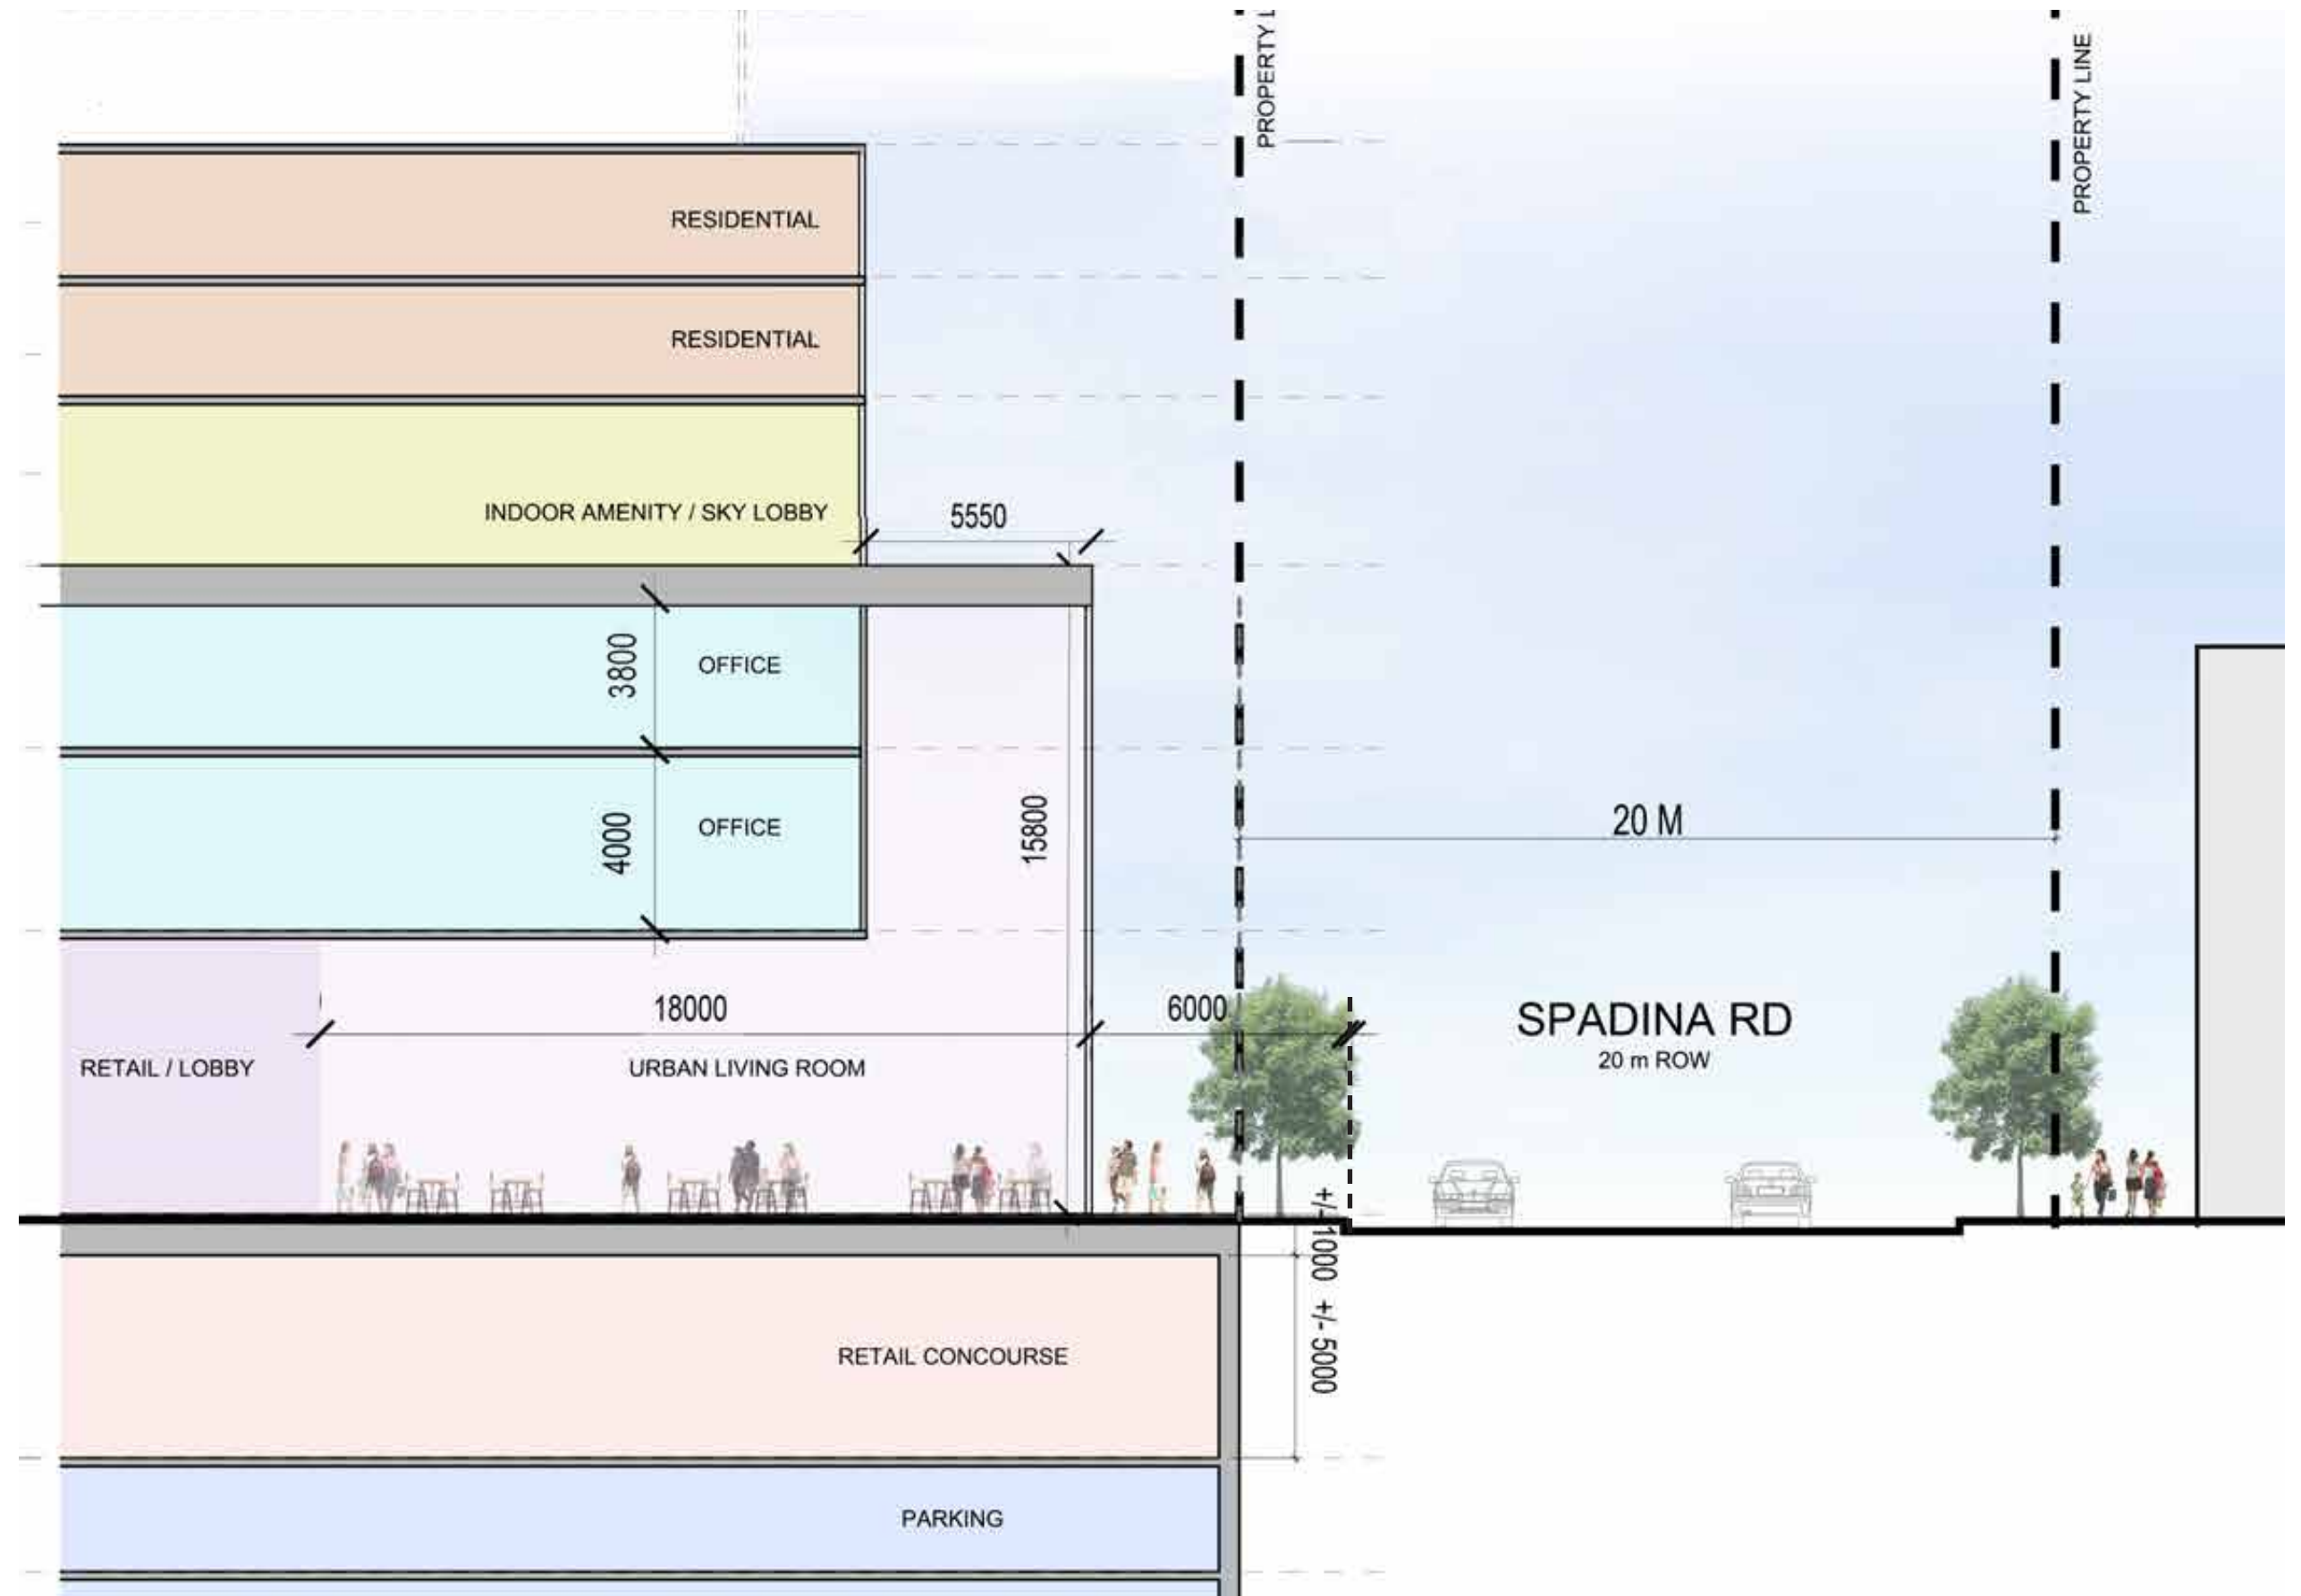 PROPERTY L
PROPERTY LINE
RESIDENTIAL
RESIDENTIAL
INDOOR AMENITY / SKY LOBBY
5550
3800
OFFICE
4000
OFFICE
15800
20 M
18000
6000
SPADINA RD
20 m ROW
RETAIL / LOBBY
URBAN LIVING ROOM
+/- 1000
+/- 5000
RETAIL CONCOURSE
PARKING